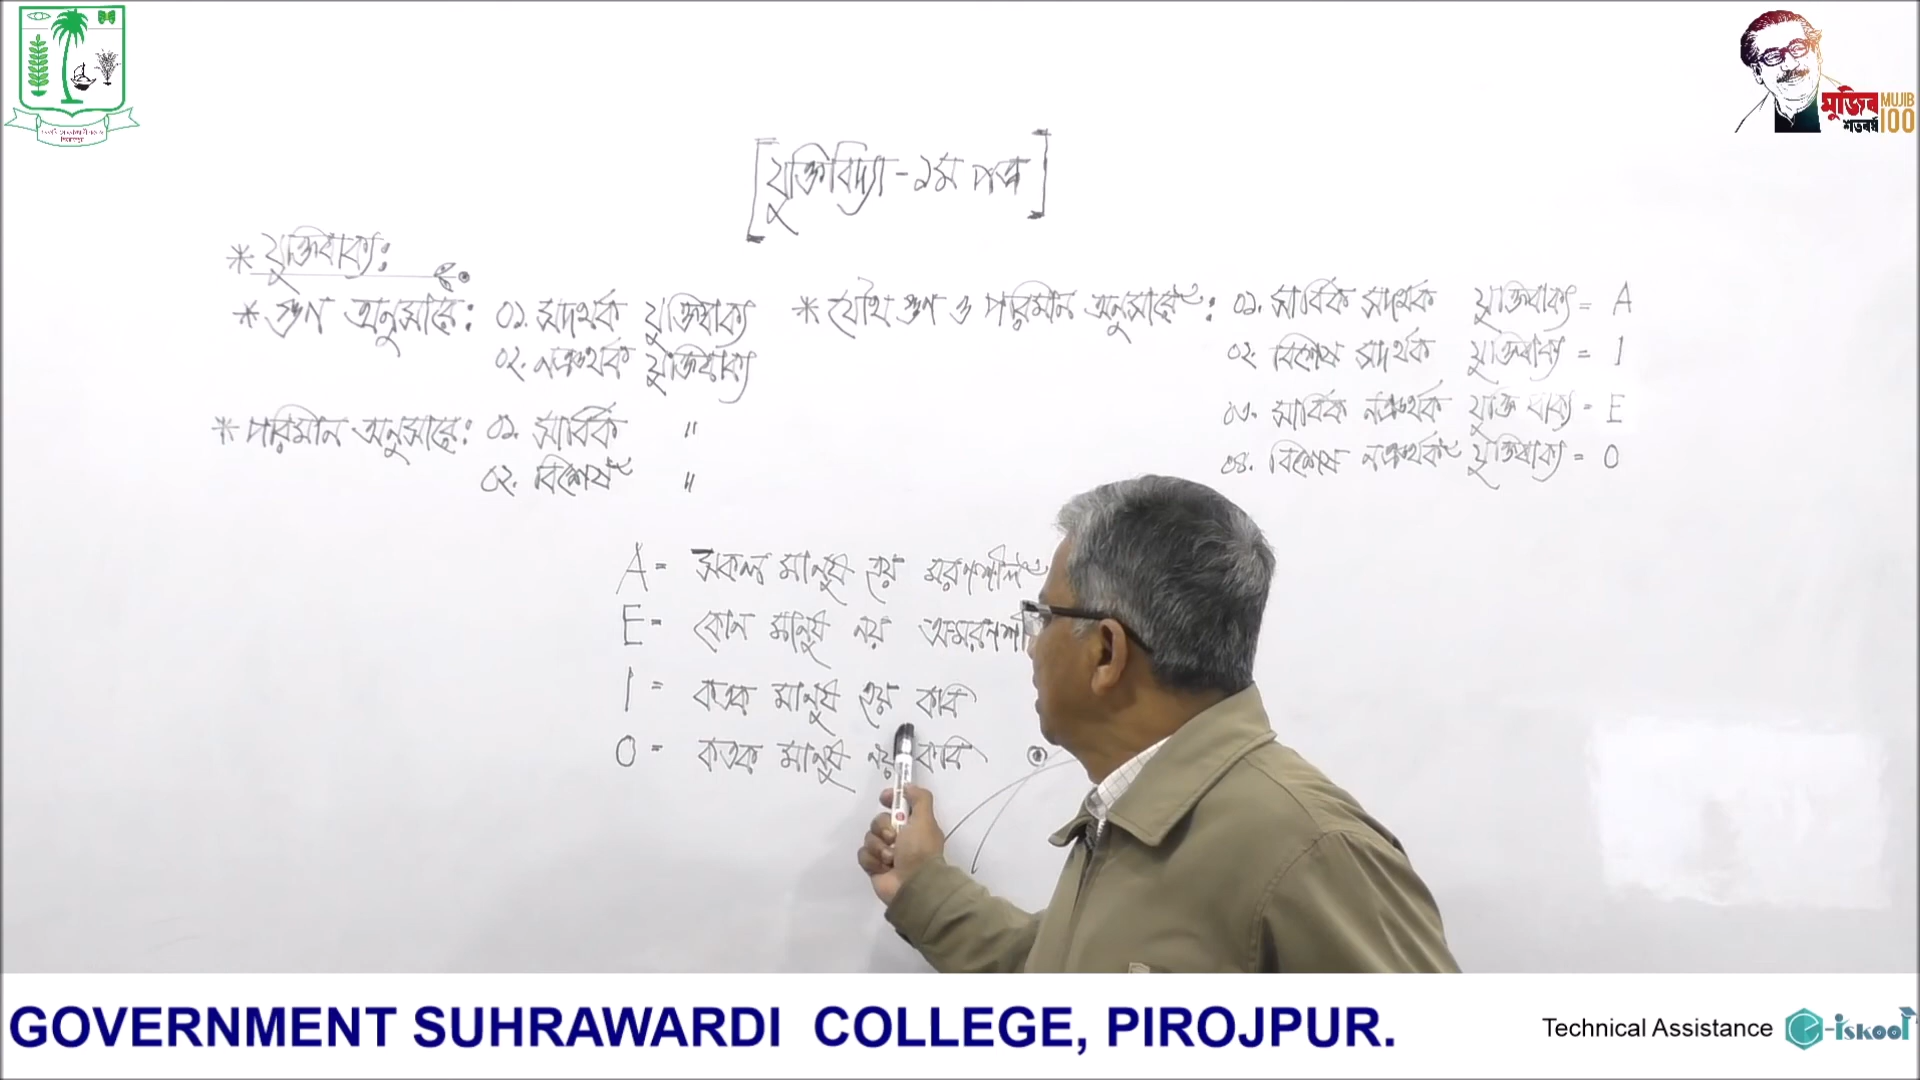 মুজিব MUJIB
শতবর্ষ 100
[যুক্তিবিদ্যা - ১ম পত্র]
* যুক্তিবাক্য:
* গুণ অনুসারে: ০১. সদর্থক যুক্তিবাক্য
০২. নঞর্থক যুক্তিবাক্য
* পরিমান অনুসারে: ০১. সার্বিক "
০২. বিশেষ "
* যৌথ গুণ ও পরিমান অনুসারে: ০১. সার্বিক সদর্থক যুক্তিবাক্য = A
০২. বিশেষ সদর্থক যুক্তিবাক্য = I
০৩. সার্বিক নঞর্থক যুক্তি বাক্য = E
০৪. বিশেষ নঞর্থক যুক্তিবাক্য = O
A = সকল মানুষ হয় মরণশীল
E = কোন মানুষ নয়
I = কতক মানুষ হয় কবি
O = কতক মানুষ নয় কবি
GOVERNMENT SUHRAWARDI COLLEGE, PIROJPUR.
Technical Assistance e-iskool